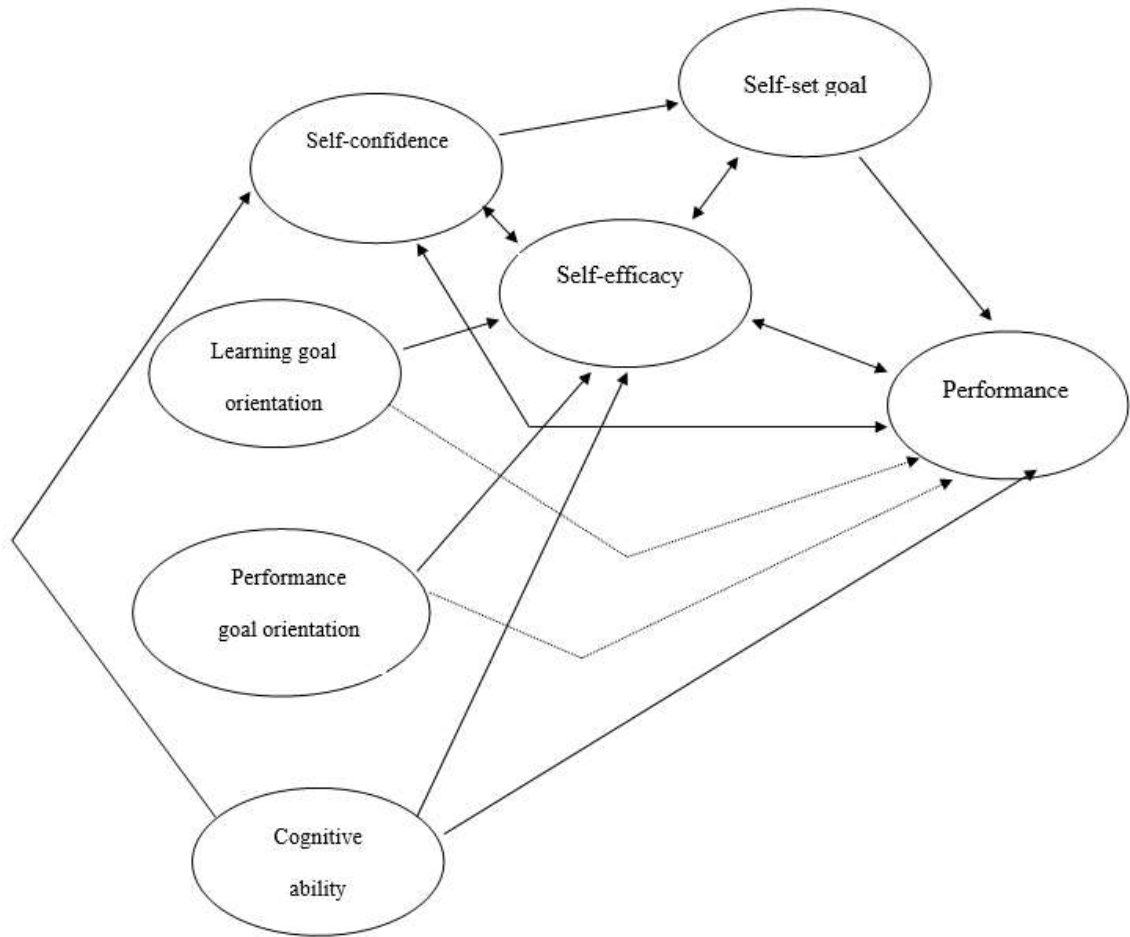 Self-set goal
Self-confidence
Self-efficacy
Learning goal
orientation
Performance
Performance
goal orientation
Cognitive
ability